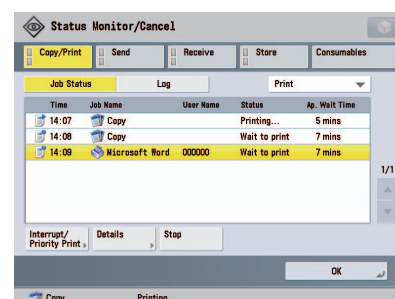 Status Monitor/Cancel
Copy/Print Send Receive Store Consumables
Job Status Log Print
Time Job Name User Name Status Ap. Wait Time
14:07 Copy Printing... 5 mins
14:08 Copy Wait to print 7 mins
14:09 Microsoft Word 000000 Wait to print 7 mins
1/1
Interrupt/
Priority Print Details Stop
OK
Copy Printing